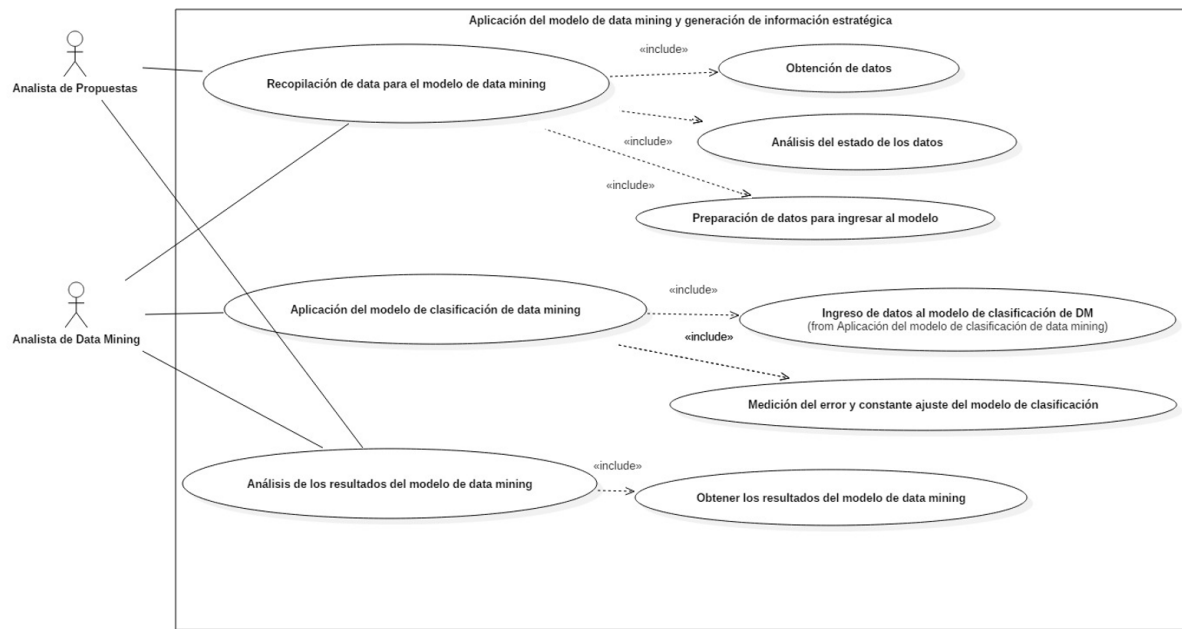 Aplicación del modelo de data mining y generación de información estratégica
Analista de Propuestas
Recopilación de data para el modelo de data mining
«include»
Obtención de datos
«include»
Análisis del estado de los datos
«include»
Preparación de datos para ingresar al modelo
Analista de Data Mining
Aplicación del modelo de clasificación de data mining
«include»
Ingreso de datos al modelo de clasificación de DM
(from Aplicación del modelo de clasificación de data mining)
«include»
Medición del error y constante ajuste del modelo de clasificación
Análisis de los resultados del modelo de data mining
«include»
Obtener los resultados del modelo de data mining